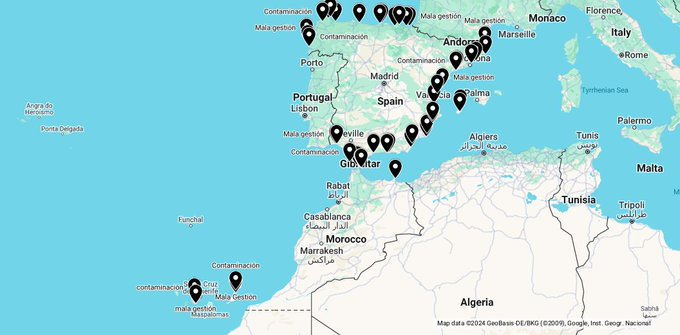 Contaminación
Mala gestión
Mala gestión
Contaminación
Monaco
Florence
Marseille
Italy
Andorra
Rome
Porto
Contaminación
Madrid
Mala gestión
Tyrrhenian Sea
Portugal
Spain
Palma
Lisbon
Angra do
Heroísmo
Ponta Delgada
Palermo
Mala gestión
Seville
Algiers
مدينة الجزائر
Tunis
تونس
Contaminación
Gibraltar
Malta
Rabat
الرباط
Tunisia
Tripoli
طرابلس
Casablanca
الدار البيضاء
Funchal
Morocco
Marrakesh
مراكش
Contaminación
contaminación
Santa Cruz
de Tenerife
Mala Gestión
mala gestión
Maspalomas
Algeria
Sabhā
سبها
Map data ©2024 GeoBasis-DE/BKG (©2009), Google, Inst. Geogr. Nacional